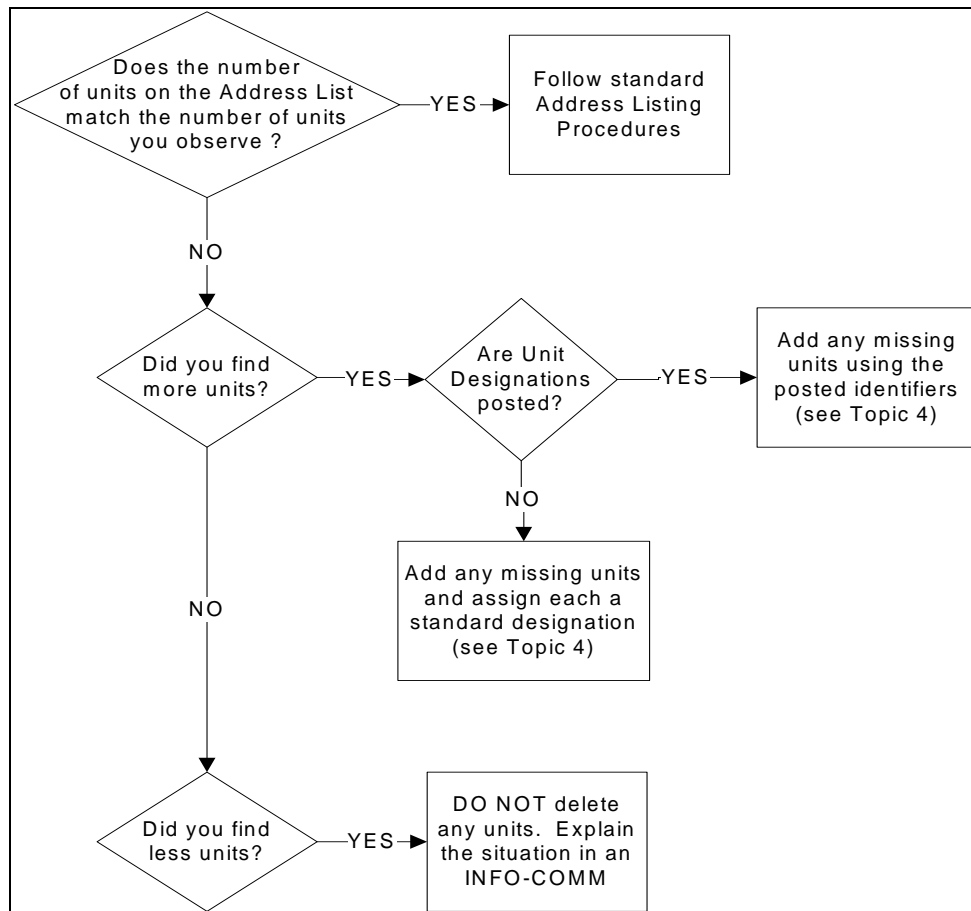 Does the number
of units on the Address List
match the number of units
you observe ?
YES
Follow standard
Address Listing
Procedures
NO
Did you find
more units?
YES
Are Unit
Designations
posted?
YES
Add any missing
units using the
posted identifiers
(see Topic 4)
NO
Add any missing units
and assign each a
standard designation
(see Topic 4)
NO
Did you find
less units?
YES
DO NOT delete
any units. Explain
the situation in an
INFO-COMM